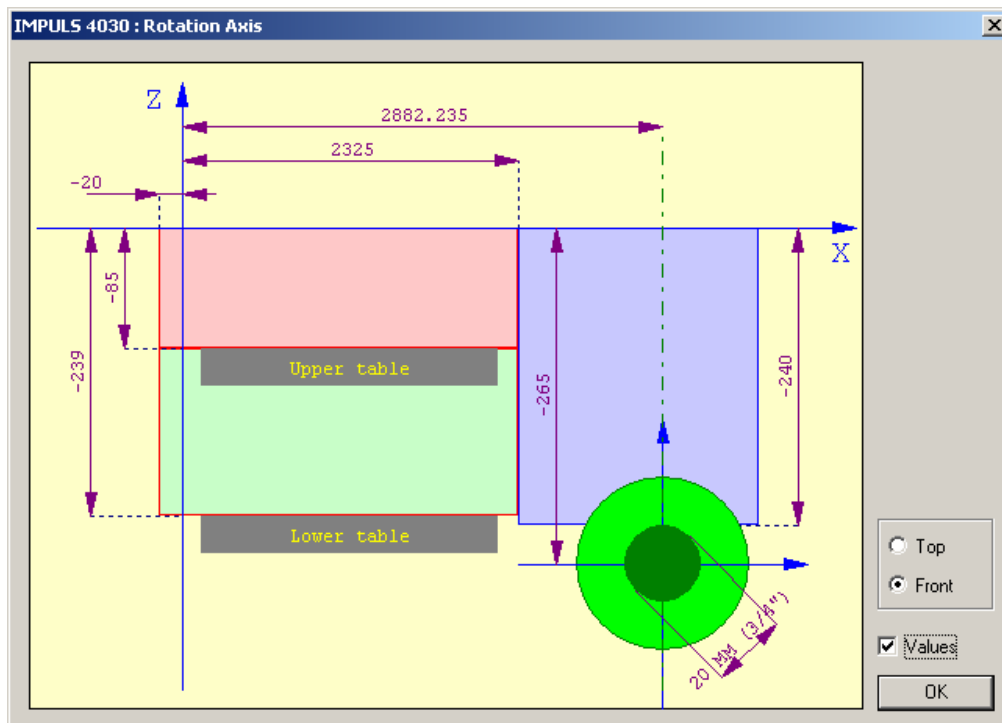 IMPULS 4030 : Rotation Axis
Z
2882.235
2325
-20
X
-85
-239
-265
-240
Upper table
Lower table
20 MM (3/4")
Top
Front
Values
OK